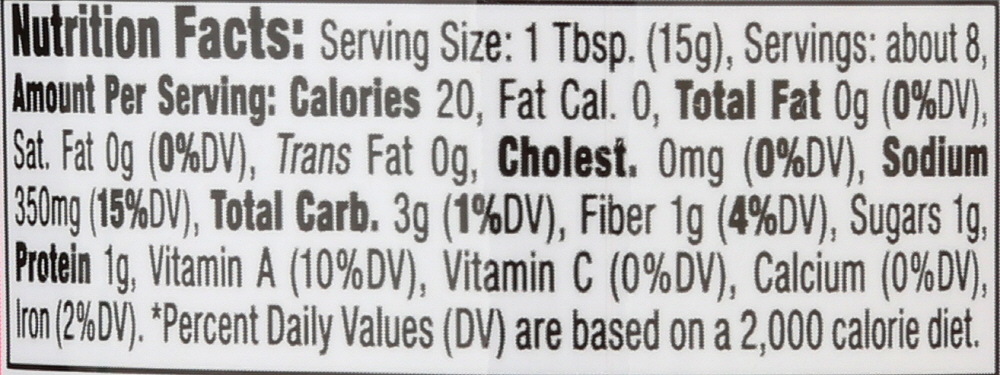 Nutrition Facts: Serving Size: 1 Tbsp. (15g), Servings: about 8,
Amount Per Serving: Calories 20, Fat Cal. 0, Total Fat 0g (0%DV),
Sat. Fat 0g (0%DV), Trans Fat 0g, Cholest. 0mg (0%DV), Sodium
350mg (15%DV), Total Carb. 3g (1%DV), Fiber 1g (4%DV), Sugars 1g,
Protein 1g, Vitamin A (10%DV), Vitamin C (0%DV), Calcium (0%DV),
Iron (2%DV). *Percent Daily Values (DV) are based on a 2,000 calorie diet.